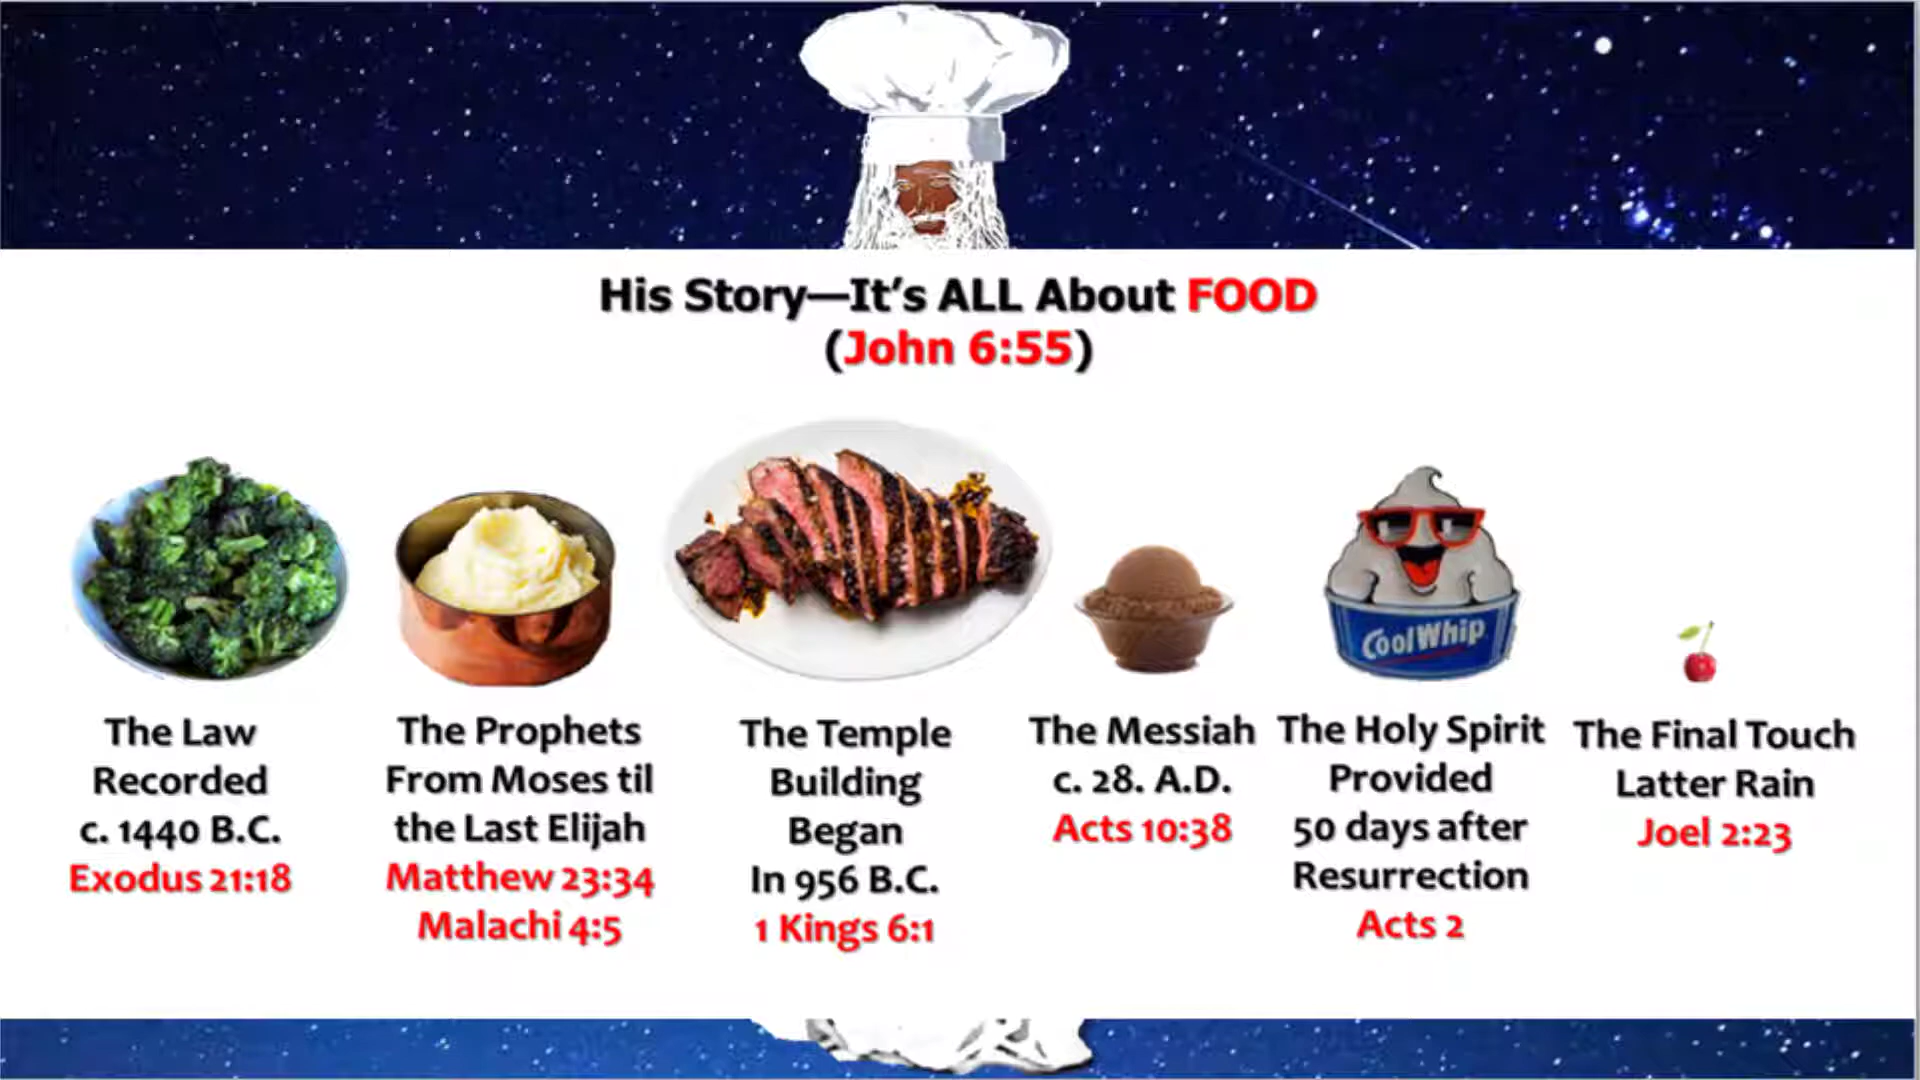 His Story—It's ALL About FOOD
(John 6:55)
CoolWhip
The Law
Recorded
c. 1440 B.C.
Exodus 21:18
The Prophets
From Moses til
the Last Elijah
Matthew 23:34
Malachi 4:5
The Temple
Building
Began
In 956 B.C.
1 Kings 6:1
The Messiah
c. 28. A.D.
Acts 10:38
The Holy Spirit
Provided
50 days after
Resurrection
Acts 2
The Final Touch
Latter Rain
Joel 2:23